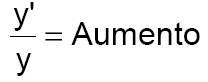 y'/y = Aumento